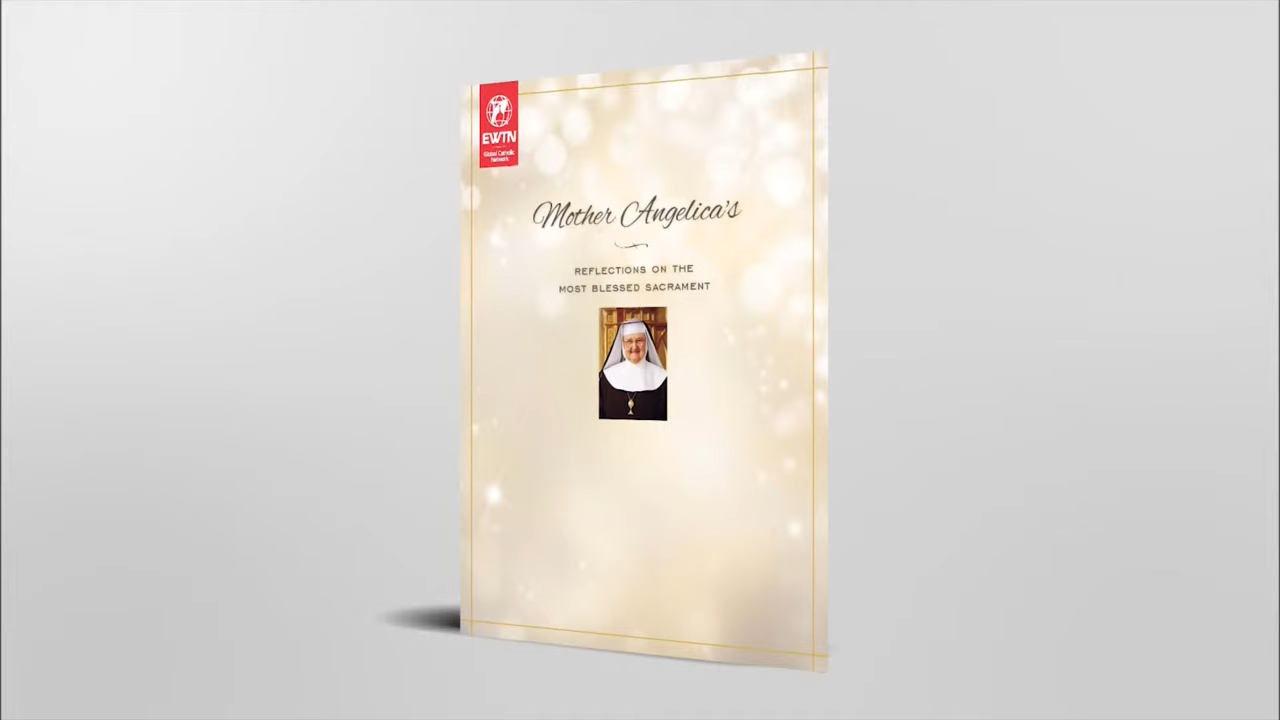 EWTN
Global Catholic
Network
Mother Angelica's
REFLECTIONS ON THE
MOST BLESSED SACRAMENT